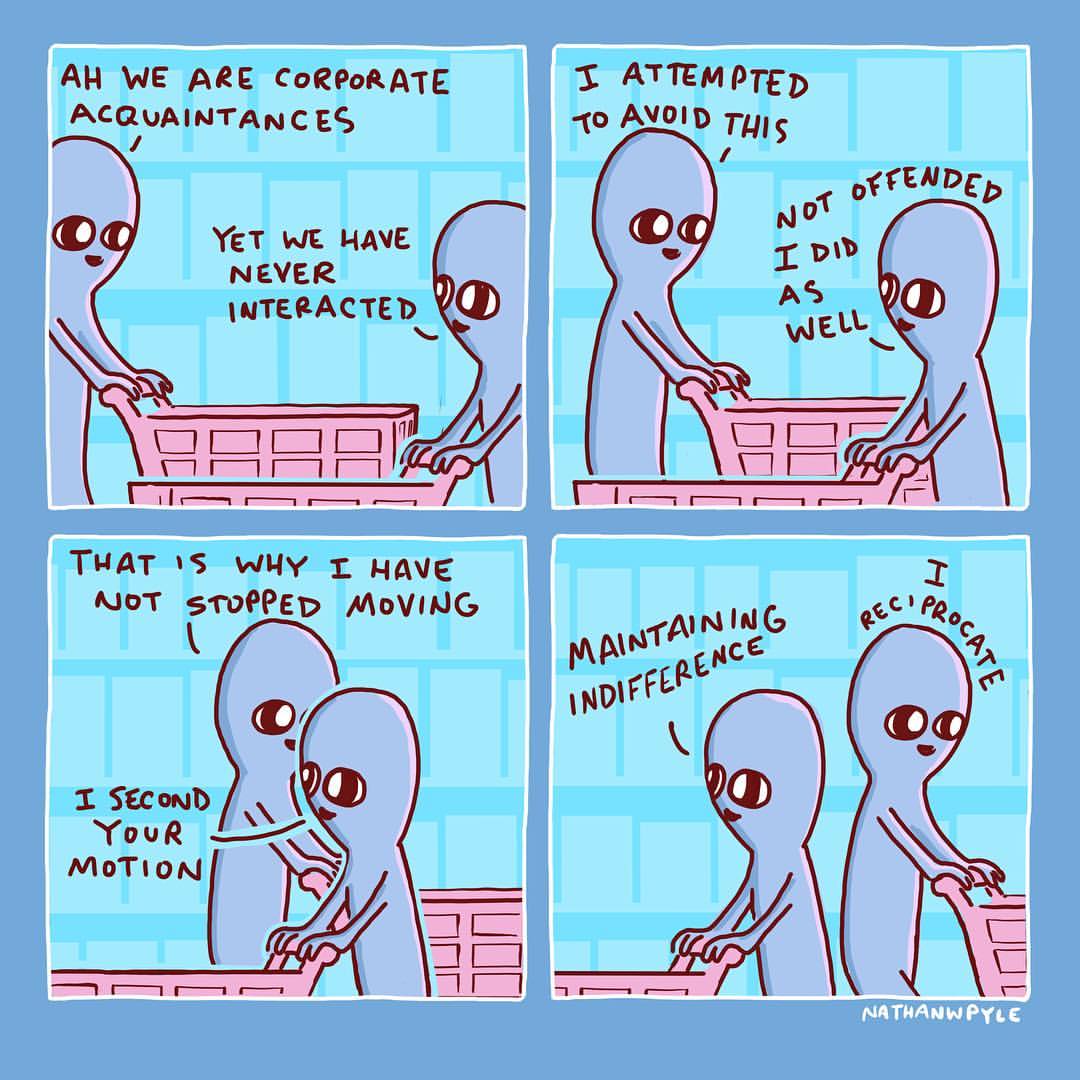 AH WE ARE CORPORATE
ACQUAINTANCES
YET WE HAVE
NEVER
INTERACTED
I ATTEMPTED
TO AVOID THIS
NOT OFFENDED
I DID
AS
WELL
THAT IS WHY I HAVE
NOT STOPPED MOVING
I SECOND
YOUR
MOTION
MAINTAINING
INDIFFERENCE
I
RECIPROCATE
NATHANWPYLE